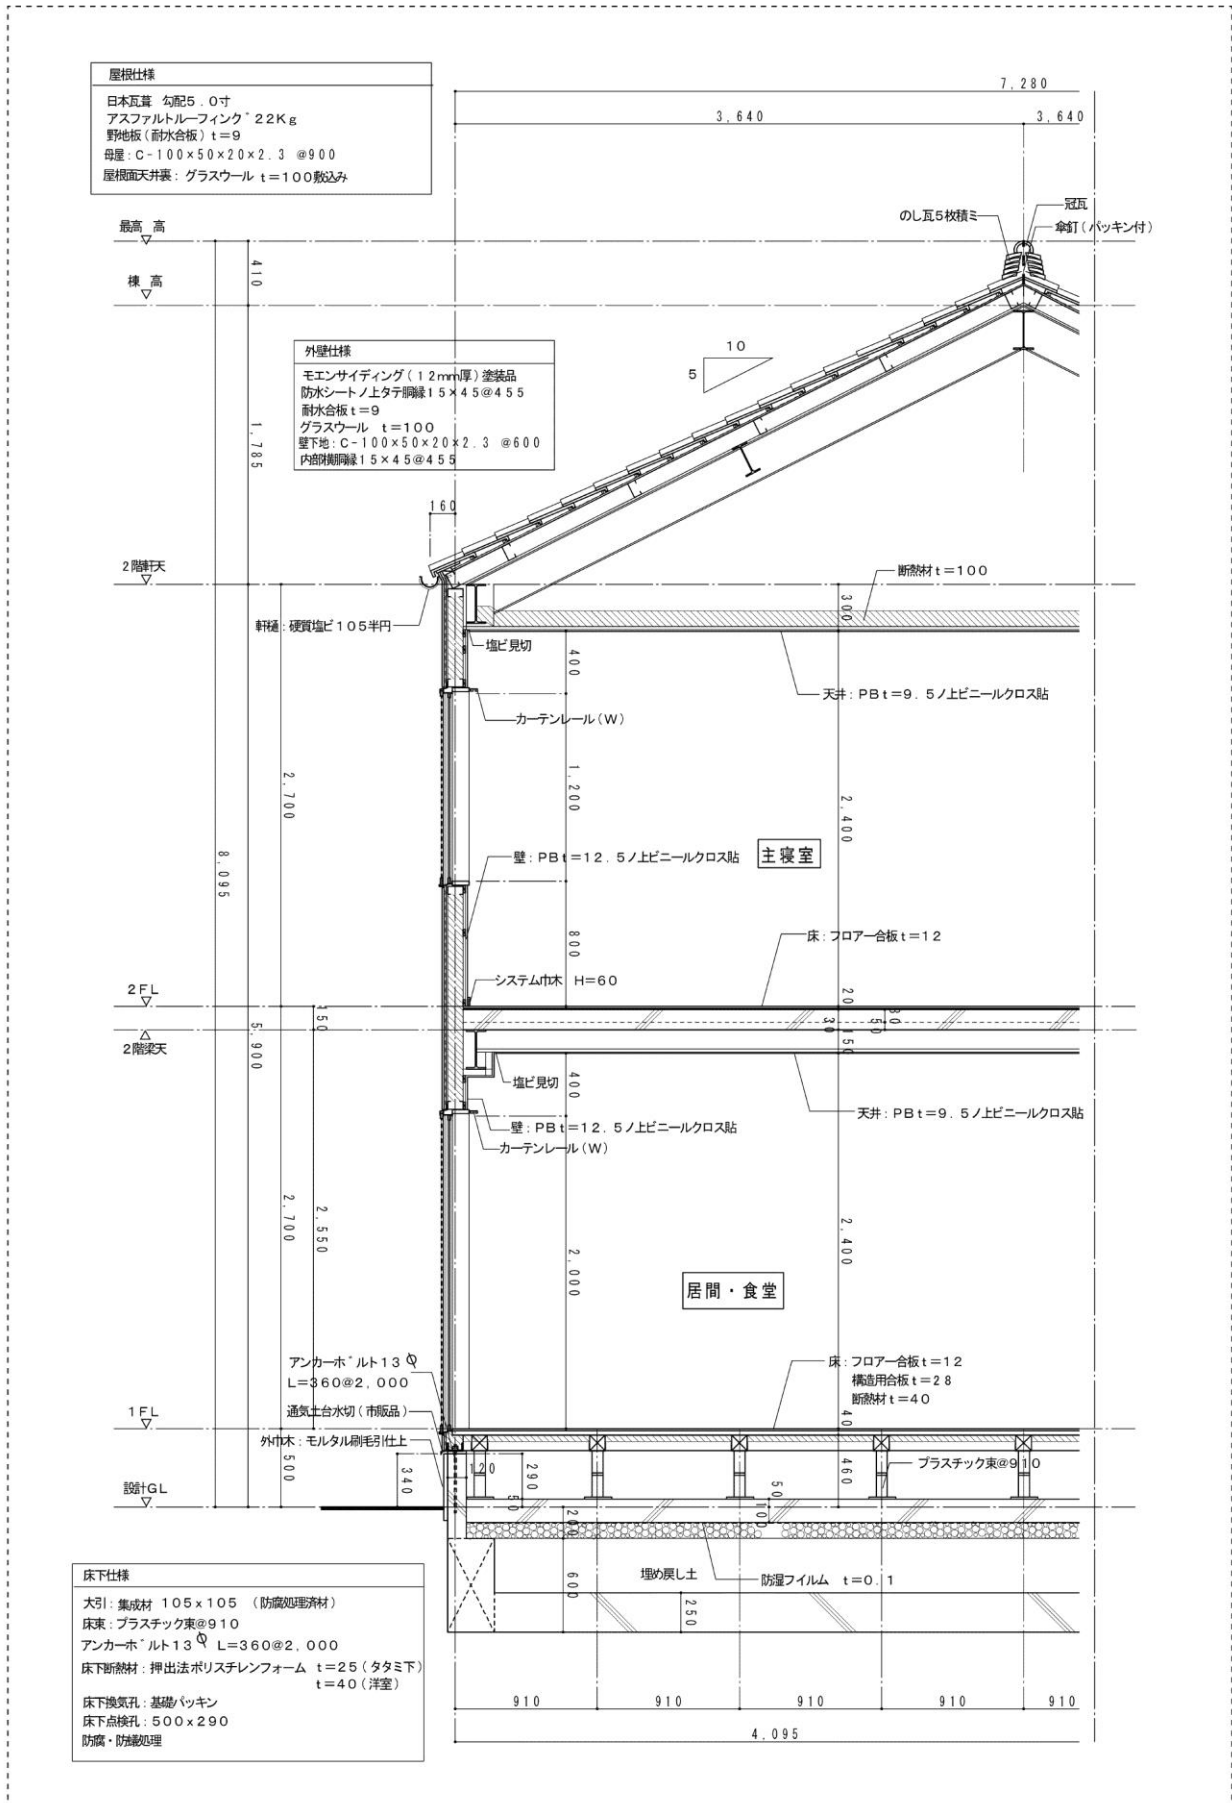 屋根仕様
日本瓦葺 勾配5.0寸
アスファルトルーフィング22Kg
野地板(耐水合板)t=9
母屋:C-100×50×20×2.3 @900
屋根面天井裏:グラスウール t=100敷込み
7,280
3,640
3,640
冠瓦
のし瓦5枚積ミ
傘釘(パッキン付)
最高 高
棟 高
410
1,785
外壁仕様
モエンサイディング(12mm厚)塗装品
防水シートノ上タテ胴縁15×45@455
耐水合板t=9
グラスウール t=100
壁下地:C-100×50×20×2.3 @600
内部横胴縁15×45@455
10
5
160
2階軒天
断熱材t=100
300
軒樋:硬質塩ビ105半円
塩ビ見切
400
天井:PBt=9.5ノ上ビニールクロス貼
カーテンレール(W)
1,200
2,400
2,700
8,095
壁:PBt=12.5ノ上ビニールクロス貼
主寝室
800
床:フロアー合板t=12
システム巾木 H=60
2FL
2階梁天
150
5,900
20
80
50
30
150
塩ビ見切
400
天井:PBt=9.5ノ上ビニールクロス貼
壁:PBt=12.5ノ上ビニールクロス貼
カーテンレール(W)
2,700
2,550
2,000
2,400
居間・食堂
アンカーボルト13φ
L=360@2,000
床:フロアー合板t=12
構造用合板t=28
断熱材t=40
通気土台水切(市販品)
1FL
40
外巾木:モルタル刷毛引仕上
500
340
120
290
460
プラスチック束@910
設計GL
50
50
100
200
600
埋め戻し土
防湿フイルム t=0.1
250
床下仕様
大引:集成材 105x105 (防腐処理済材)
床束:プラスチック束@910
アンカーボルト13φ L=360@2,000
床下断熱材:押出法ポリスチレンフォーム t=25(タタミ下)
t=40(洋室)
床下換気孔:基礎パッキン
床下点検孔:500x290
防腐・防蟻処理
910
910
910
910
910
4,095